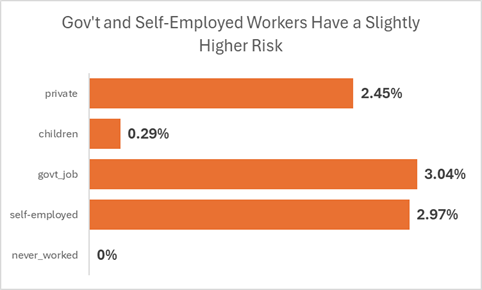 Gov't and Self-Employed Workers Have a Slightly
Higher Risk
private 2.45%
children 0.29%
govt_job 3.04%
self-employed 2.97%
never_worked 0%